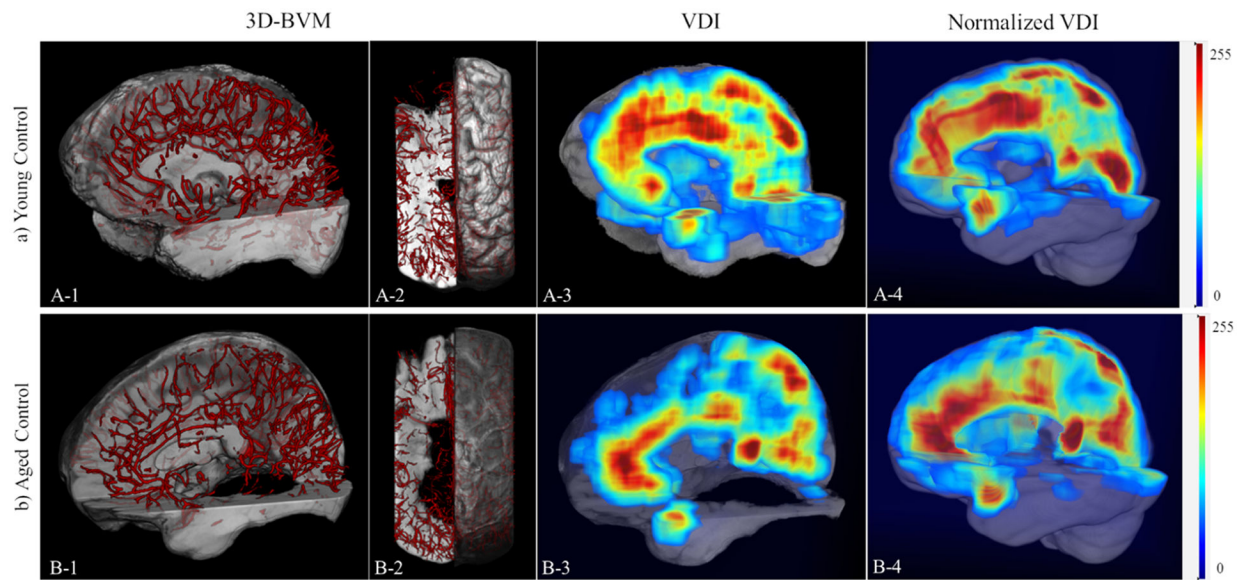 3D-BVM
VDI
Normalized VDI
a) Young Control
A-1
A-2
A-3
A-4
255
0
b) Aged Control
B-1
B-2
B-3
B-4
255
0